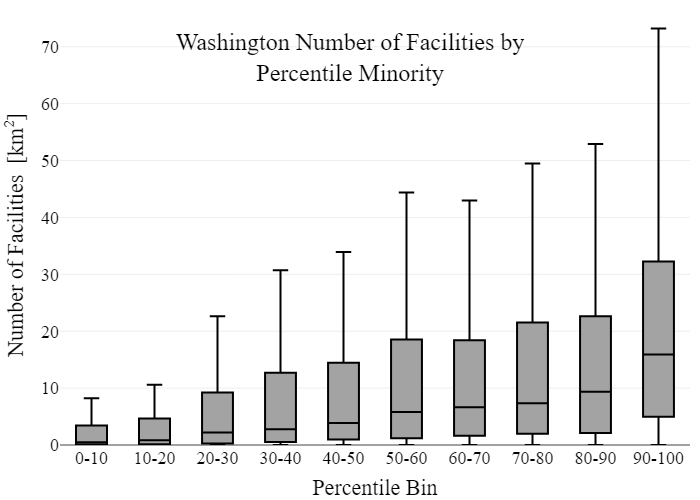 Washington Number of Facilities by
Percentile Minority
Number of Facilities [km²]
70
60
50
40
30
20
10
0
0-10 10-20 20-30 30-40 40-50 50-60 60-70 70-80 80-90 90-100
Percentile Bin